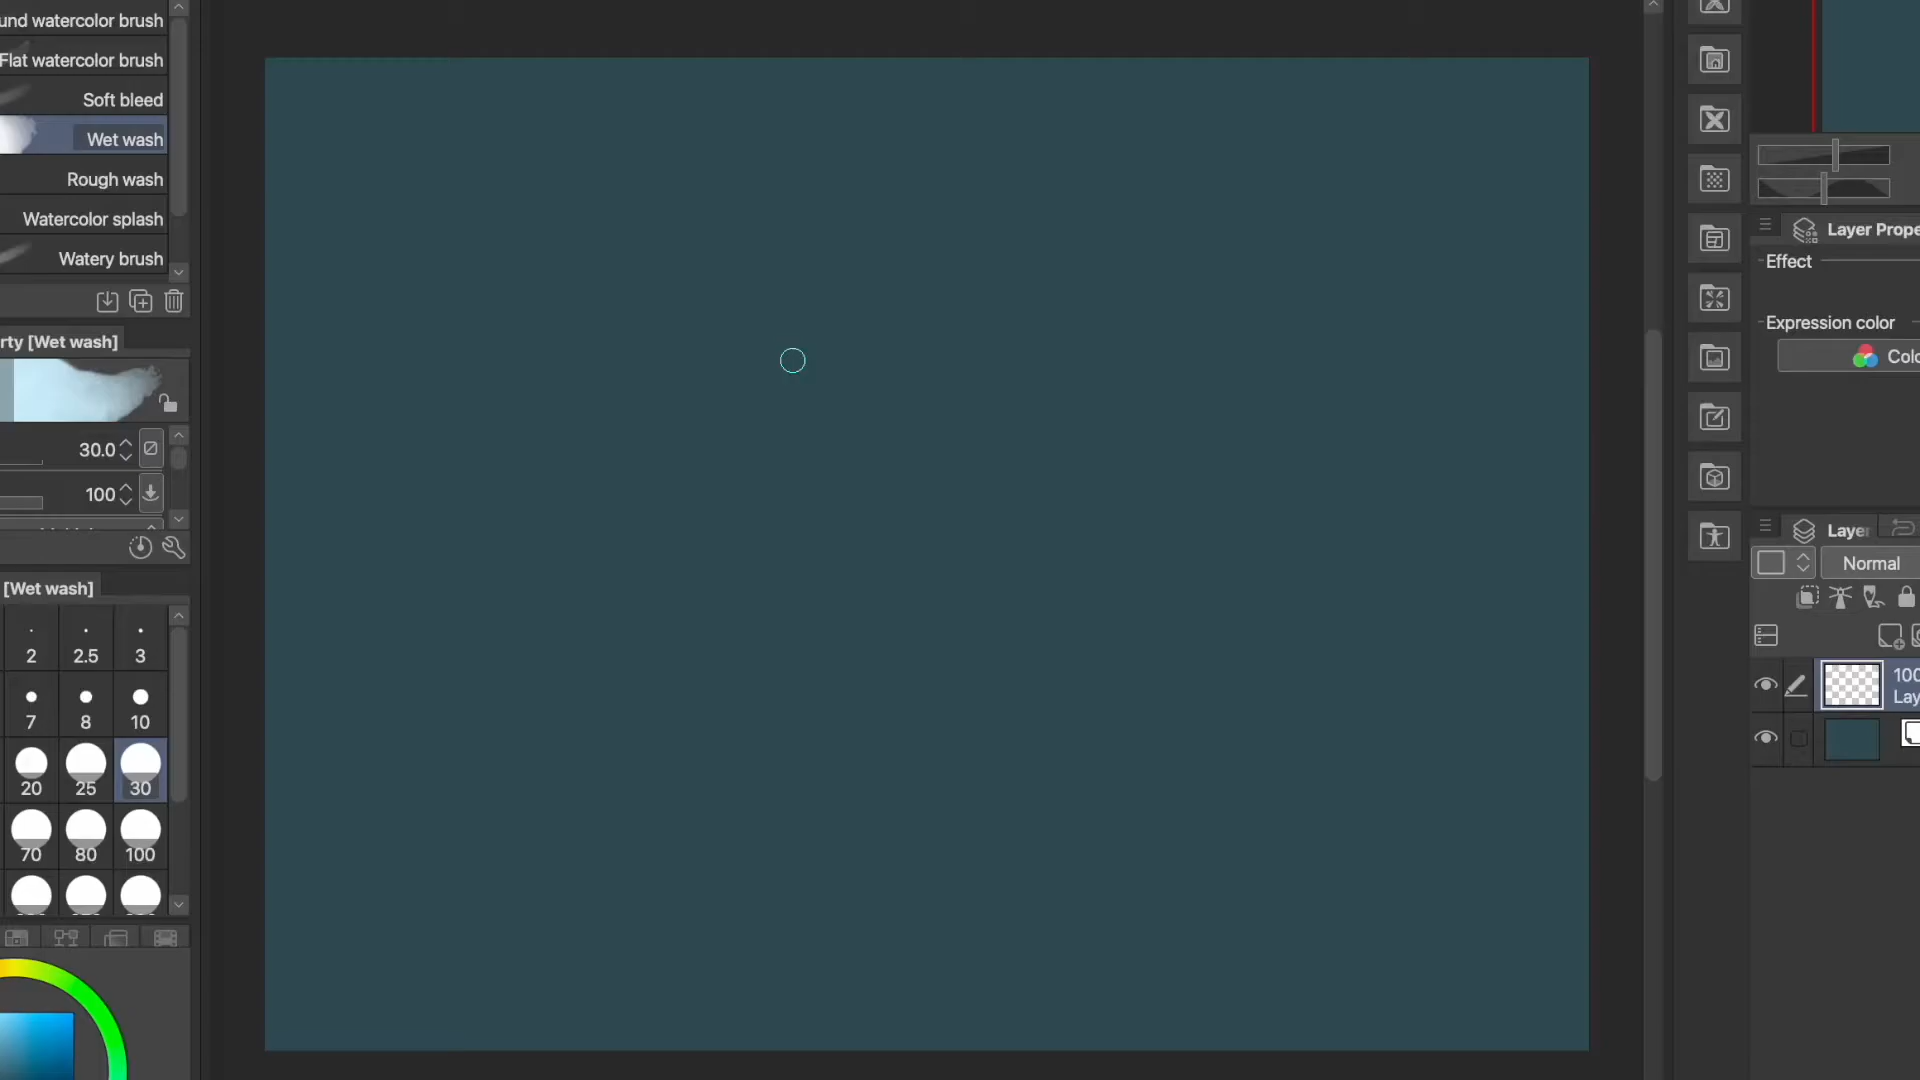 und watercolor brush
Flat watercolor brush
Soft bleed
Wet wash
Rough wash
Watercolor splash
Watery brush
rty [Wet wash]
30.0
100
[Wet wash]
2 2.5 3
7 8 10
20 25 30
70 80 100
Layer Prope
Effect
Expression color
Colo
Layer
Normal
100
Lay